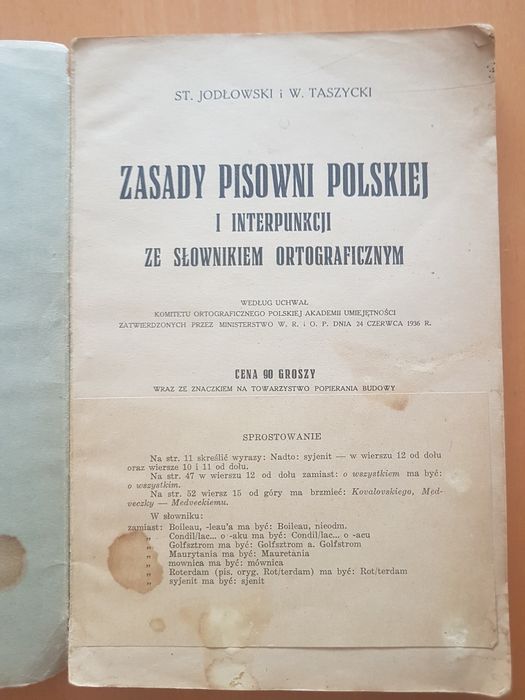 ST. JODŁOWSKI i W. TASZYCKI
ZASADY PISOWNI POLSKIEJ
I INTERPUNKCJI
ZE SŁOWNIKIEM ORTOGRAFICZNYM
WEDŁUG UCHWAŁ
KOMITETU ORTOGRAFICZNEGO POLSKIEJ AKADEMII UMIEJĘTNOŚCI
ZATWIERDZONYCH PRZEZ MINISTERSTWO W. R. i O. P. DNIA 24 CZERWCA 1936 R.
CENA 90 GROSZY
WRAZ ZE ZNACZKIEM NA TOWARZYSTWO POPIERANIA BUDOWY
SPROSTOWANIE
Na str. 11 skreślić wyrazy: Nadto: syjenit — w wierszu 12 od dołu
oraz wiersze 10 i 11 od dołu.
Na str. 47 w wierszu 12 od dołu zamiast: o wszystkiem ma być:
o wszystkim.
Na str. 52 wiersz 15 od góry ma brzmieć: Kovalovskiego, Med-
veczky — Medveckiemu.
W słowniku:
zamiast: Boileau, -leau'a ma być: Boileau, nieodm.
„ Condil/lac... o -aku ma być: Condil/lac... o -acu
„ Golfsztrom ma być: Golfsztrom a. Golfstrom
„ Maurytania ma być: Mauretania
„ mownica ma być: mównica
„ Roterdam (pis. oryg. Rot/terdam) ma być: Rot/terdam
„ syjenit ma być: sjenit